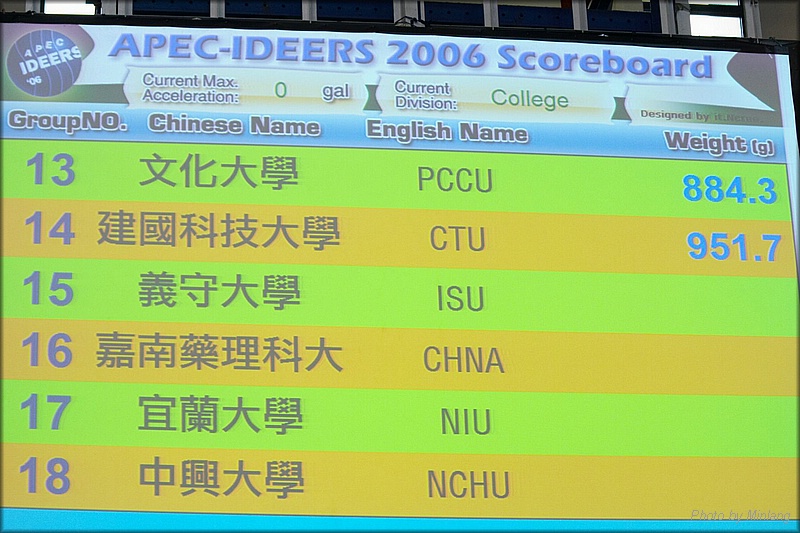 APEC
IDEERS
'06
APEC-IDEERS 2006 Scoreboard
Current Max. Acceleration: 0 gal
Current Division: College
Designed by
GroupNO. Chinese Name English Name Weight (g)
13 文化大學 PCCU 884.3
14 建國科技大學 CTU 951.7
15 義守大學 ISU
16 嘉南藥理科大 CHNA
17 宜蘭大學 NIU
18 中興大學 NCHU
Photo by Minlang